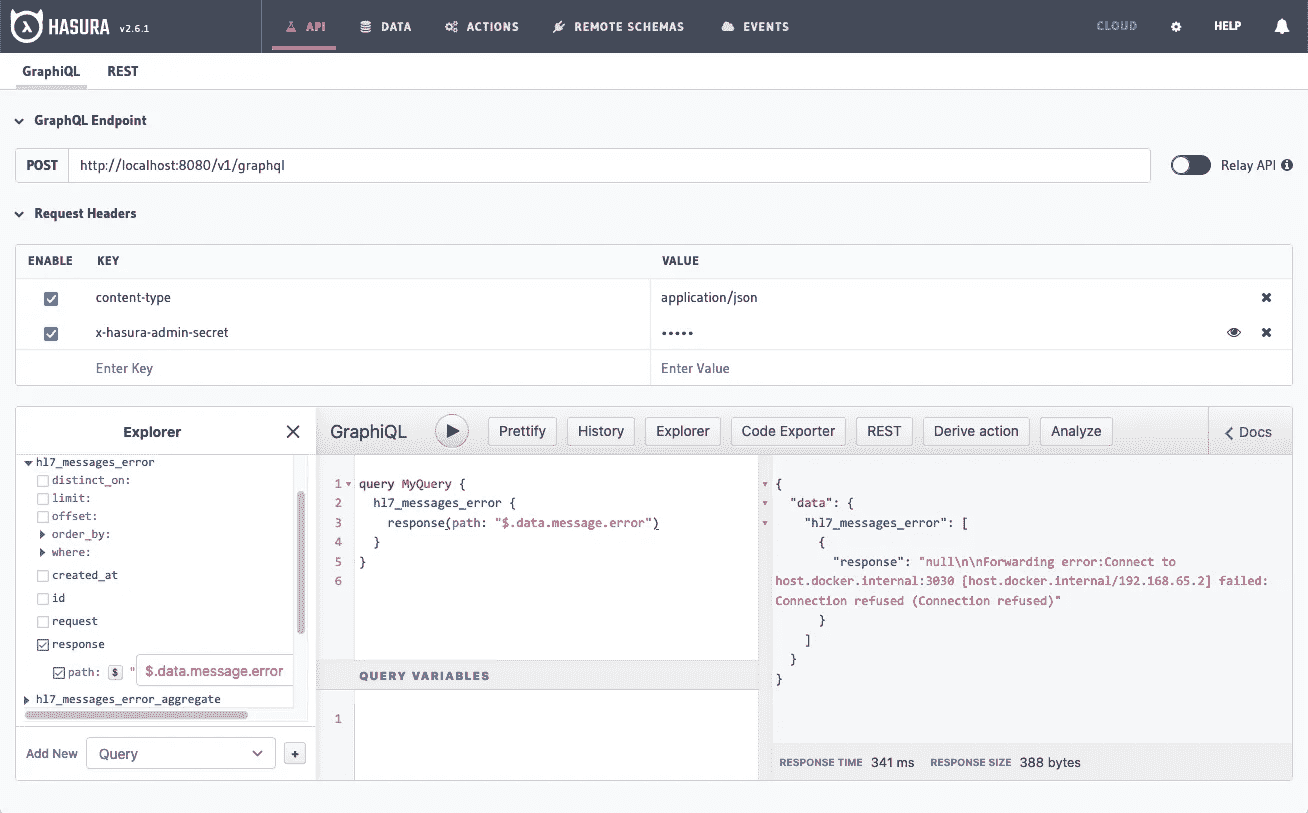 HASURA v2.6.1 API DATA ACTIONS REMOTE SCHEMAS EVENTS CLOUD HELP
GraphiQL REST
GraphQL Endpoint
POST http://localhost:8080/v1/graphql Relay API
Request Headers
ENABLE KEY VALUE
content-type application/json
x-hasura-admin-secret •••••
Enter Key Enter Value
Explorer
GraphiQL Prettify History Explorer Code Exporter REST Derive action Analyze Docs
hl7_messages_error
distinct_on:
limit:
offset:
order_by:
where:
created_at
id
request
response
path: $ " $.data.message.error
hl7_messages_error_aggregate
Add New Query +
1 query MyQuery {
2 hl7_messages_error {
3 response(path: "$.data.message.error")
4 }
5 }
6
QUERY VARIABLES
1
{
"data": {
"hl7_messages_error": [
{
"response": "null\n\nForwarding error:Connect to
host.docker.internal:3030 [host.docker.internal/192.168.65.2] failed:
Connection refused (Connection refused)"
}
]
}
}
RESPONSE TIME 341 ms RESPONSE SIZE 388 bytes